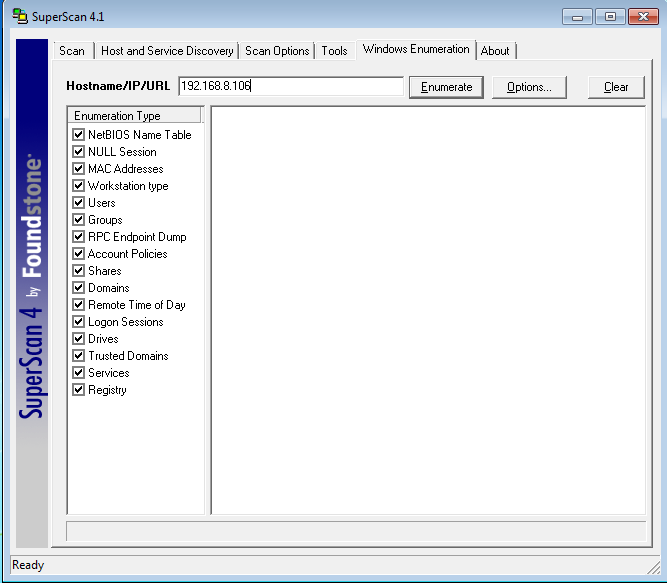 SuperScan 4.1
Scan Host and Service Discovery Scan Options Tools Windows Enumeration About
Hostname/IP/URL 192.168.8.106 Enumerate Options... Clear
Enumeration Type
NetBIOS Name Table
NULL Session
MAC Addresses
Workstation type
Users
Groups
RPC Endpoint Dump
Account Policies
Shares
Domains
Remote Time of Day
Logon Sessions
Drives
Trusted Domains
Services
Registry
SuperScan 4 by Foundstone
Ready